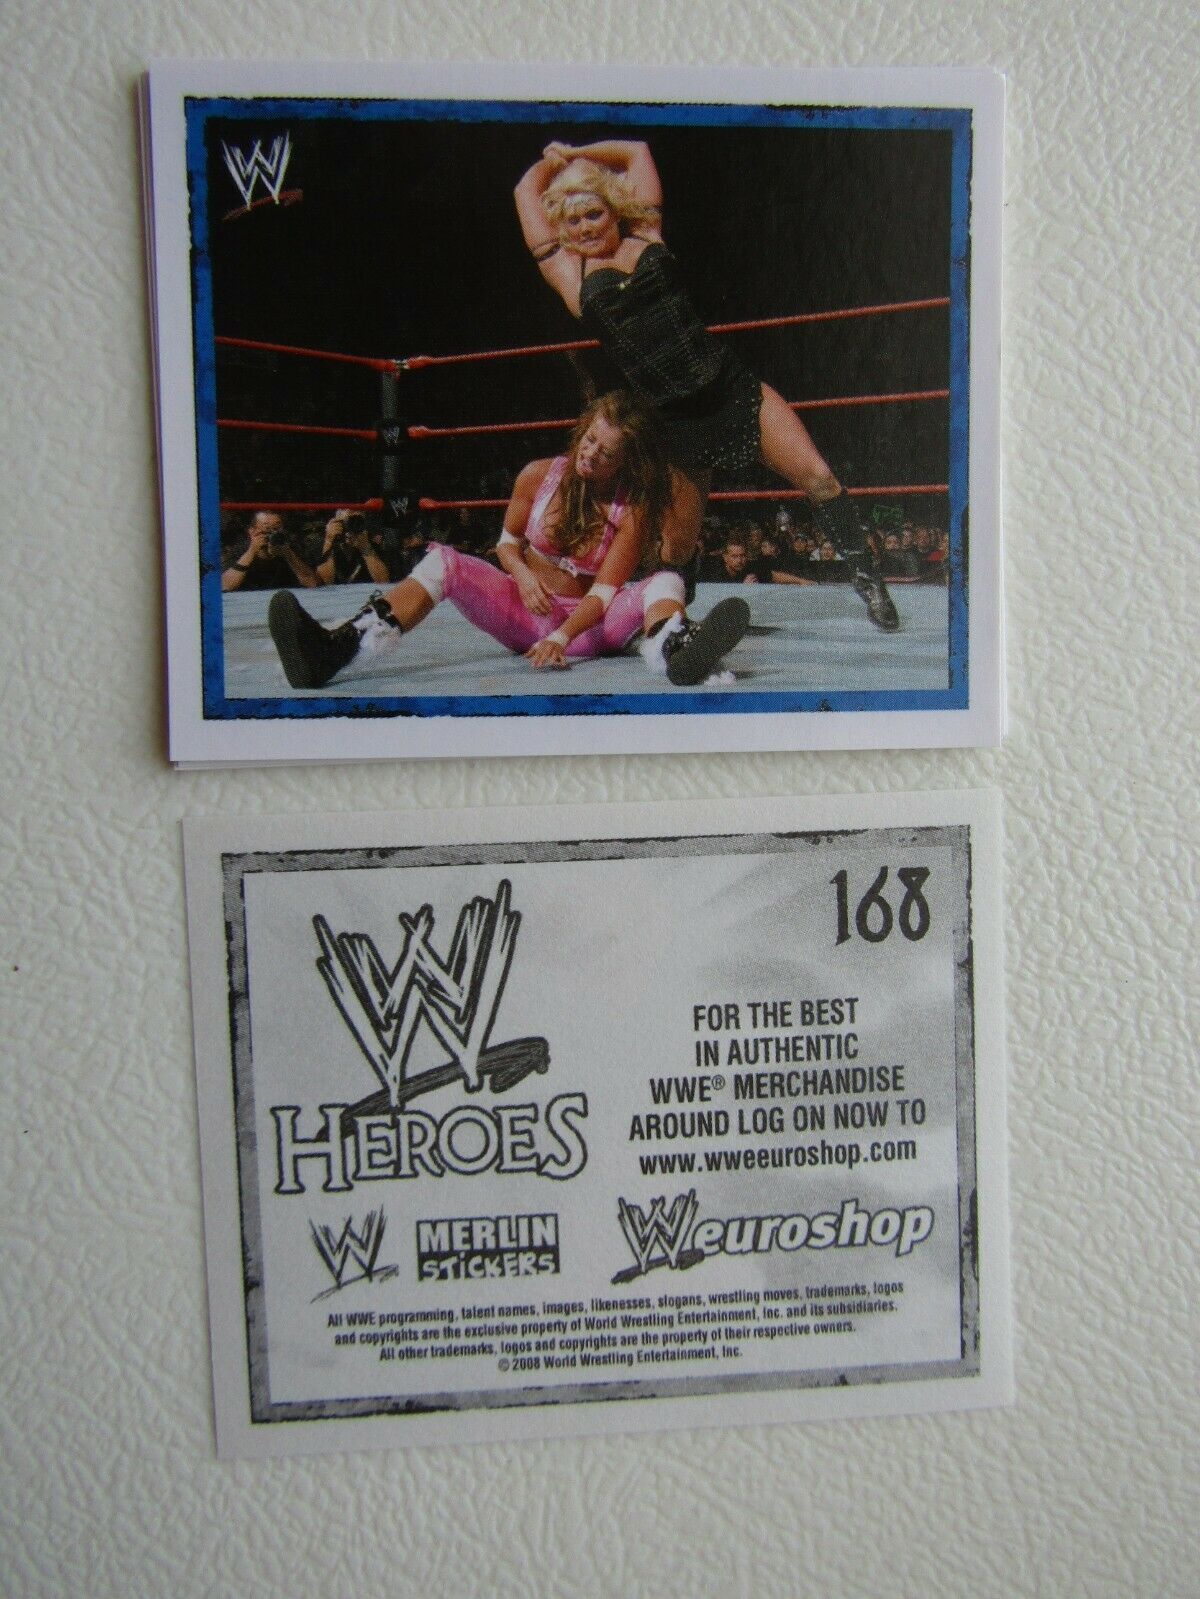 W
W
W
168
W
HEROES
FOR THE BEST
IN AUTHENTIC
WWE® MERCHANDISE
AROUND LOG ON NOW TO
www.wweeuroshop.com
W
MERLIN
STICKERS
W euroshop
All WWE programming, talent names, images, likenesses, slogans, wrestling moves, trademarks, logos
and copyrights are the exclusive property of World Wrestling Entertainment, Inc. and its subsidiaries.
All other trademarks, logos and copyrights are the property of their respective owners.
© 2008 World Wrestling Entertainment, Inc.